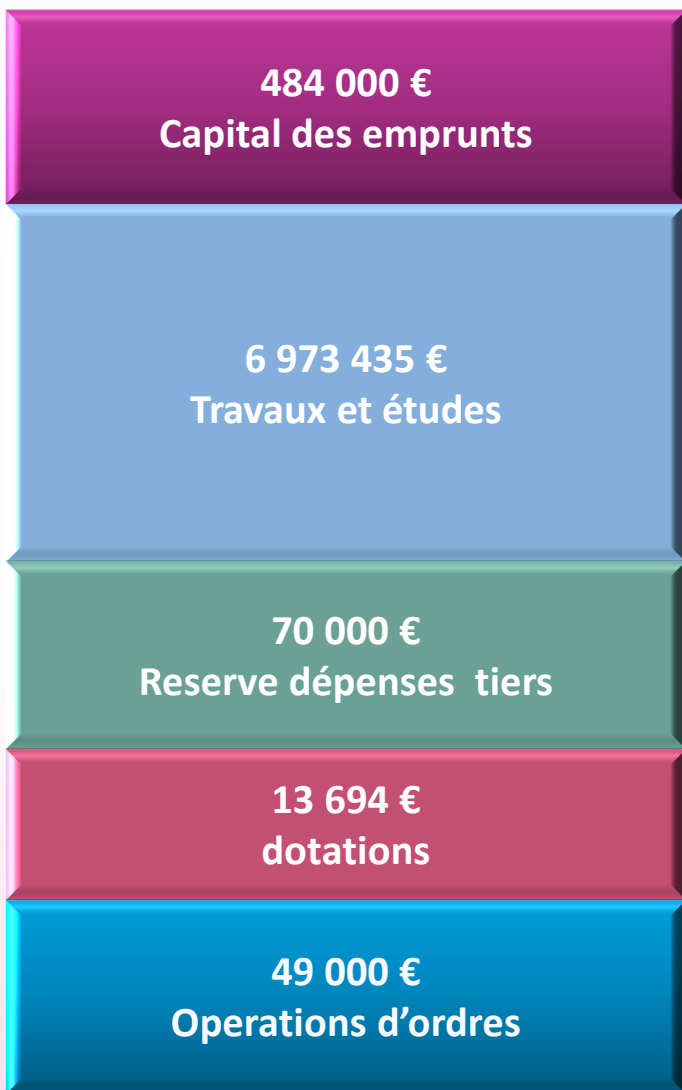 484 000 €
Capital des emprunts
6 973 435 €
Travaux et études
70 000 €
Reserve dépenses  tiers
13 694 €
dotations
49 000 €
Operations d’ordres